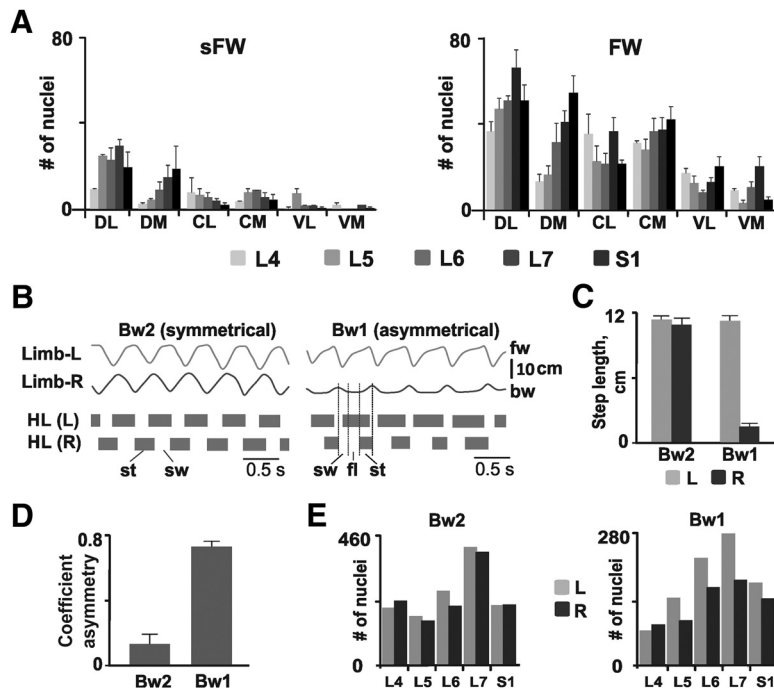 A
sFW
FW
80
# of nuclei
0
DL DM CL CM VL VM
80
# of nuclei
0
DL DM CL CM VL VM
L4 L5 L6 L7 S1
B
Bw2 (symmetrical)
Bw1 (asymmetrical)
Limb-L
fw
10 cm
Limb-R
bw
HL (L)
HL (R)
st sw
0.5 s
sw fl st
0.5 s
C
Step length, cm
12
0
Bw2 Bw1
L R
D
Coefficient asymmetry
0.8
0
Bw2 Bw1
E
Bw2
460
# of nuclei
0
L4 L5 L6 L7 S1
L
R
Bw1
280
# of nuclei
0
L4 L5 L6 L7 S1